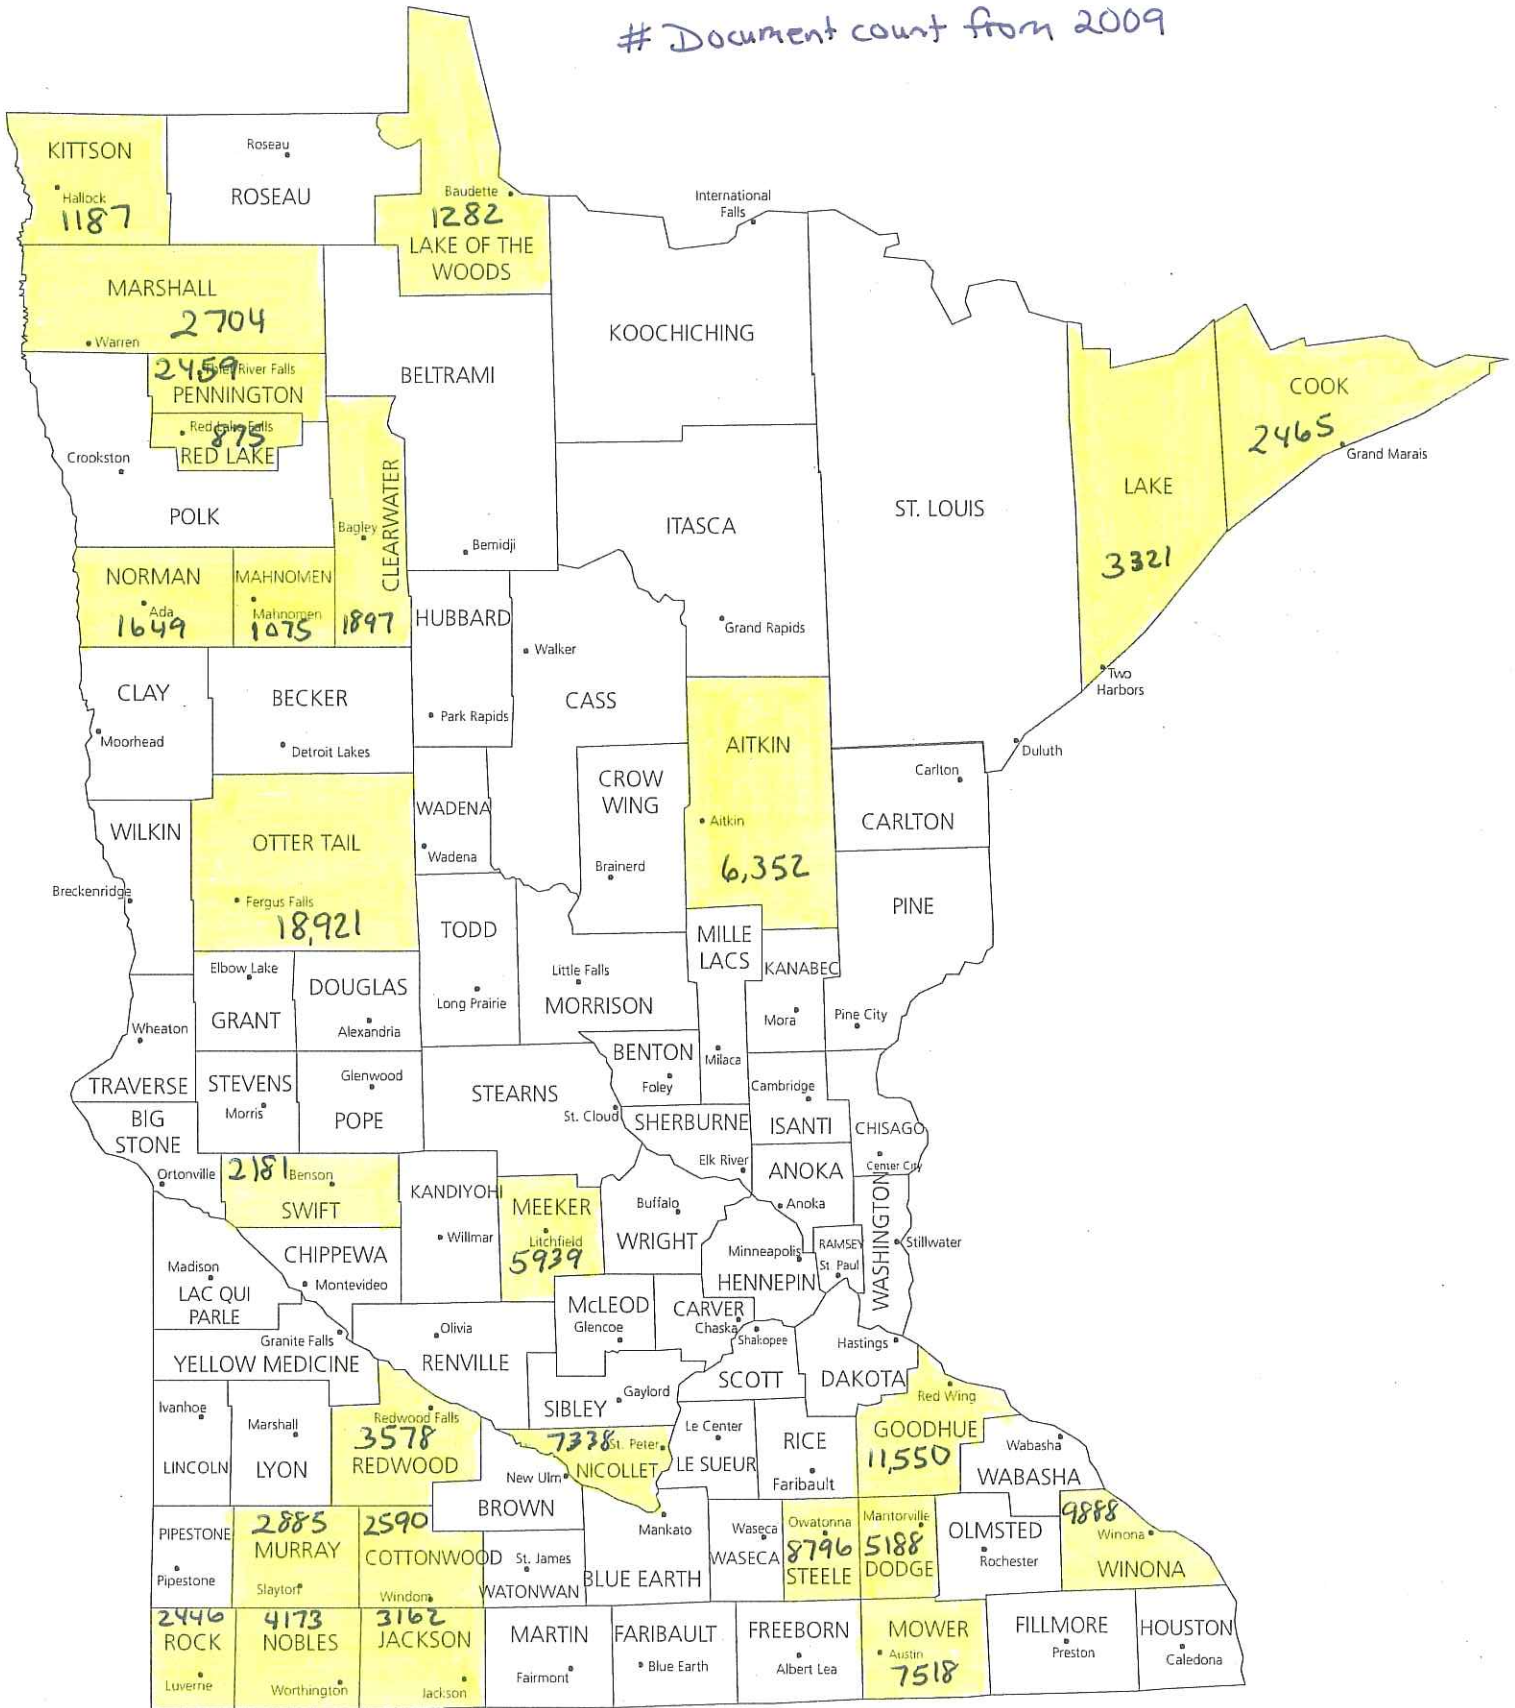 # Document count from 2009
KITTSON
Hallock
1187
Roseau
ROSEAU
Baudette
1282
LAKE OF THE
WOODS
International
Falls
MARSHALL
2704
Warren
KOOCHICHING
2459
Thief River Falls
PENNINGTON
BELTRAMI
Red Lake Falls
875
RED LAKE
Crookston
POLK
COOK
2465
Grand Marais
LAKE
3321
Two
Harbors
ST. LOUIS
ITASCA
Grand Rapids
CLEARWATER
Bagley
1897
Bemidji
NORMAN
Ada
1649
MAHNOMEN
Mahnomen
1075
HUBBARD
Park Rapids
Walker
CASS
CLAY
Moorhead
BECKER
Detroit Lakes
AITKIN
Aitkin
6,352
Duluth
Carlton
CARLTON
CROW
WING
Brainerd
WADENA
Wadena
WILKIN
Breckenridge
OTTER TAIL
Fergus Falls
18,921
PINE
Pine City
TODD
Long Prairie
MILLE
LACS
Milaca
KANABEC
Mora
Little Falls
MORRISON
Elbow Lake
GRANT
DOUGLAS
Alexandria
Wheaton
TRAVERSE
STEVENS
Morris
Glenwood
POPE
STEARNS
St. Cloud
BENTON
Foley
SHERBURNE
Elk River
Cambridge
ISANTI
CHISAGO
Center City
BIG
STONE
Ortonville
2181
Benson
SWIFT
KANDIYOHI
Willmar
MEEKER
Litchfield
5939
Buffalo
WRIGHT
ANOKA
Anoka
WASHINGTON
Stillwater
RAMSEY
St Paul
Minneapolis
HENNEPIN
CHIPPEWA
Montevideo
Madison
LAC QUI
PARLE
McLEOD
Glencoe
CARVER
Chaska
Shakopee
SCOTT
Hastings
DAKOTA
Granite Falls
YELLOW MEDICINE
Olivia
RENVILLE
Gaylord
SIBLEY
Red Wing
GOODHUE
11,550
Ivanhoe
LINCOLN
Marshall
LYON
Redwood Falls
3578
REDWOOD
7338
St. Peter
NICOLLET
New Ulm
BROWN
Le Center
LE SUEUR
RICE
Faribault
Wabasha
WABASHA
PIPESTONE
Pipestone
2885
MURRAY
Slayton
2590
COTTONWOOD
Windom
St. James
WATONWAN
Mankato
BLUE EARTH
Waseca
WASECA
Owatonna
8796
STEELE
Mantorville
5188
DODGE
OLMSTED
Rochester
9888
Winona
WINONA
2446
ROCK
Luverne
4173
NOBLES
Worthington
3162
JACKSON
Jackson
MARTIN
Fairmont
FARIBAULT
Blue Earth
FREEBORN
Albert Lea
MOWER
Austin
7518
FILLMORE
Preston
HOUSTON
Caledona